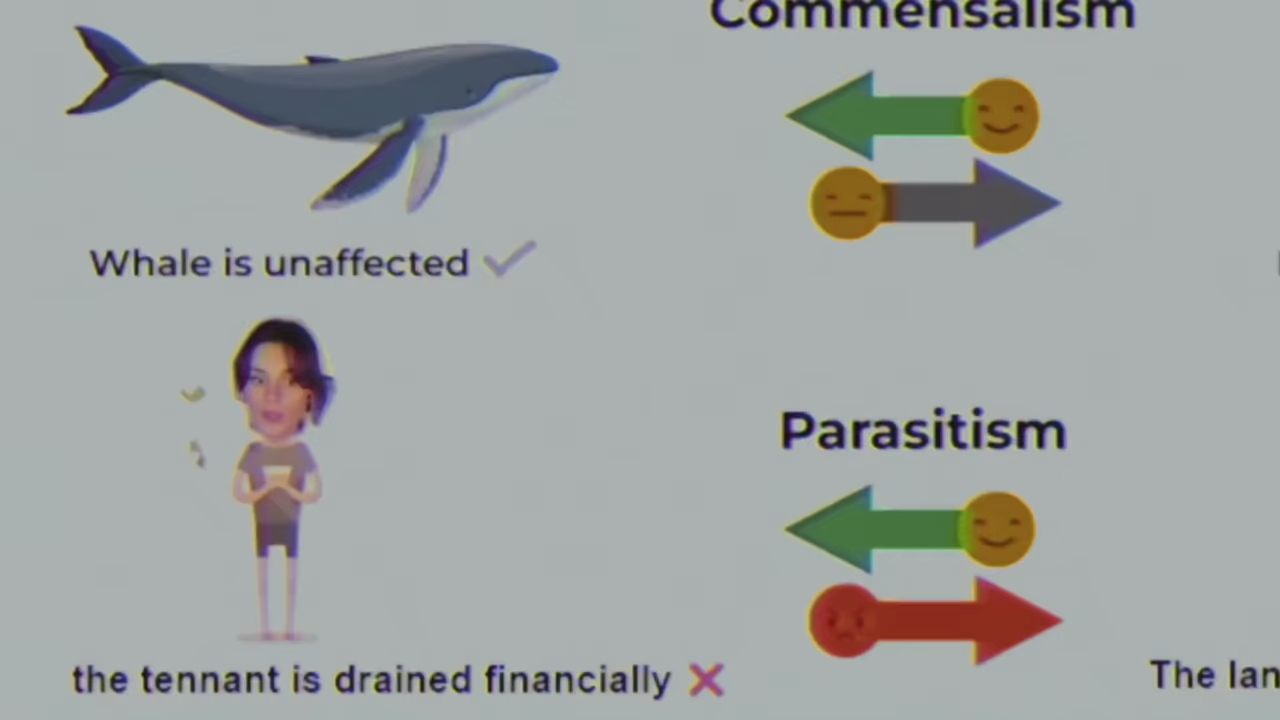 Commensalism
Whale is unaffected
Parasitism
the tennant is drained financially
The lan